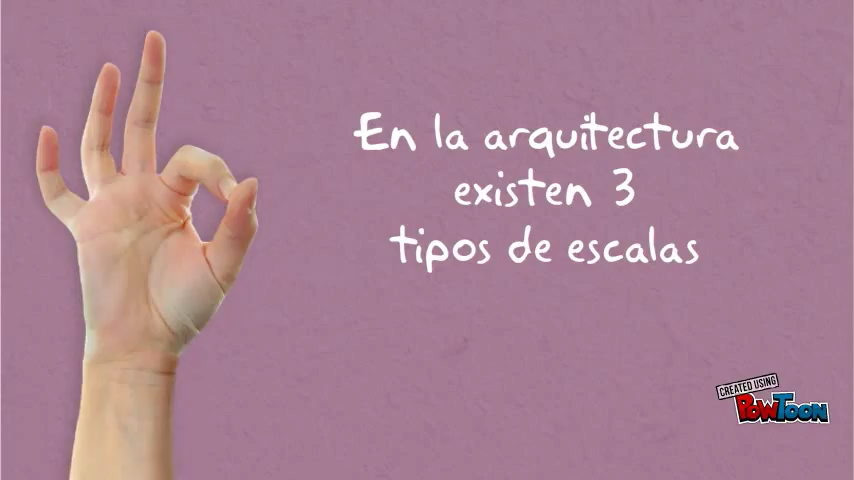 En la arquitectura
existen 3
tipos de escalas
CREATED USING
POWTOON